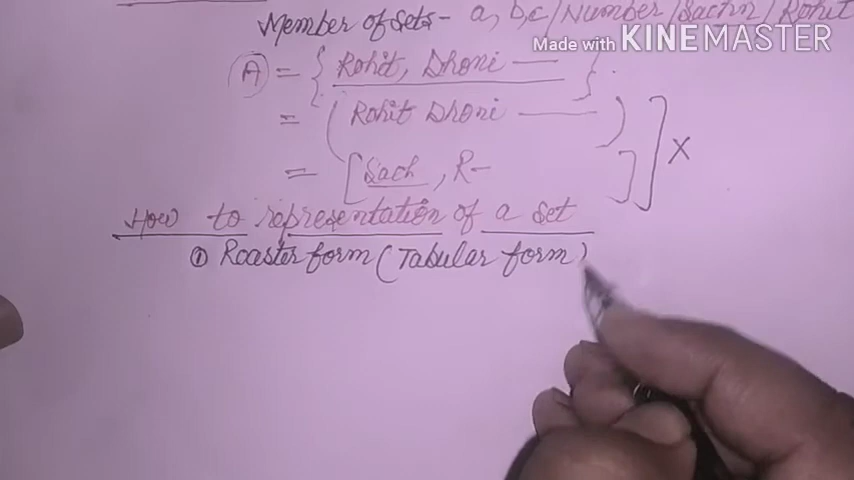 Member of Sets - a, b, c / Number / Sachin / Rohit
Made with KINEMASTER
A = { Rohit, Dhoni — }
= ( Rohit Dhoni — )
= [ Sach, R- ] ] X
How to representation of a set
① Roaster form ( Tabular form )